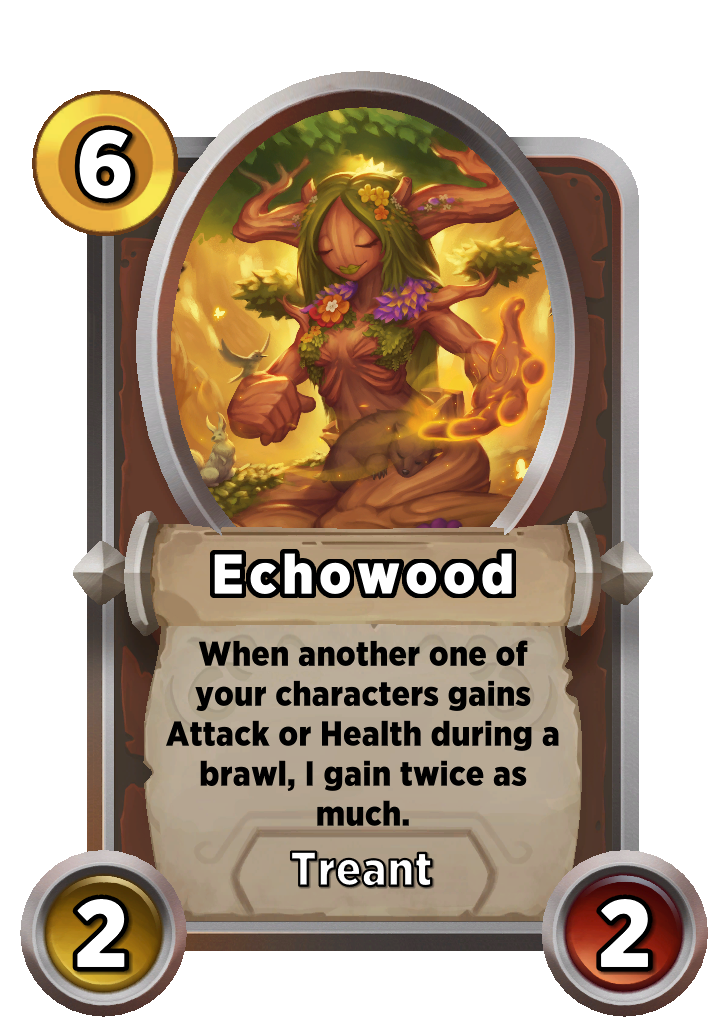 6
Echowood
When another one of
your characters gains
Attack or Health during a
brawl, I gain twice as
much.
Treant
2
2